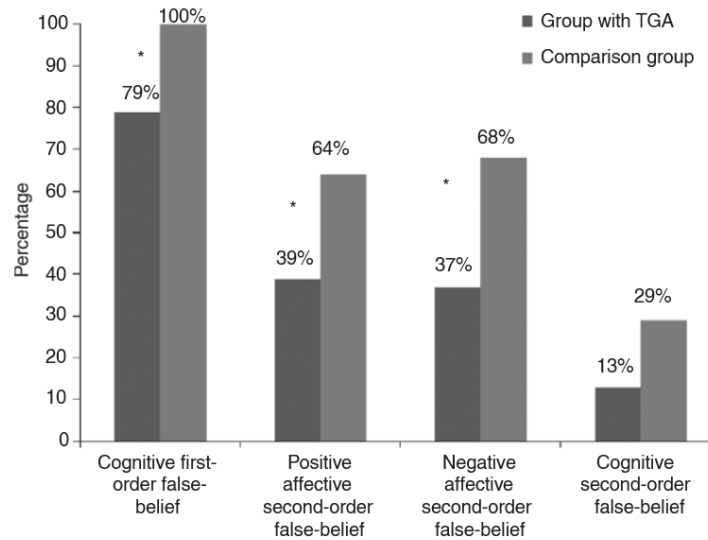 100
90
80
70
60
50
40
30
20
10
0
Percentage
Group with TGA
Comparison group
100%
*
79%
64%
*
39%
68%
*
37%
29%
13%
Cognitive first-
order false-
belief
Positive
affective
second-order
false-belief
Negative
affective
second-order
false-belief
Cognitive
second-order
false-belief